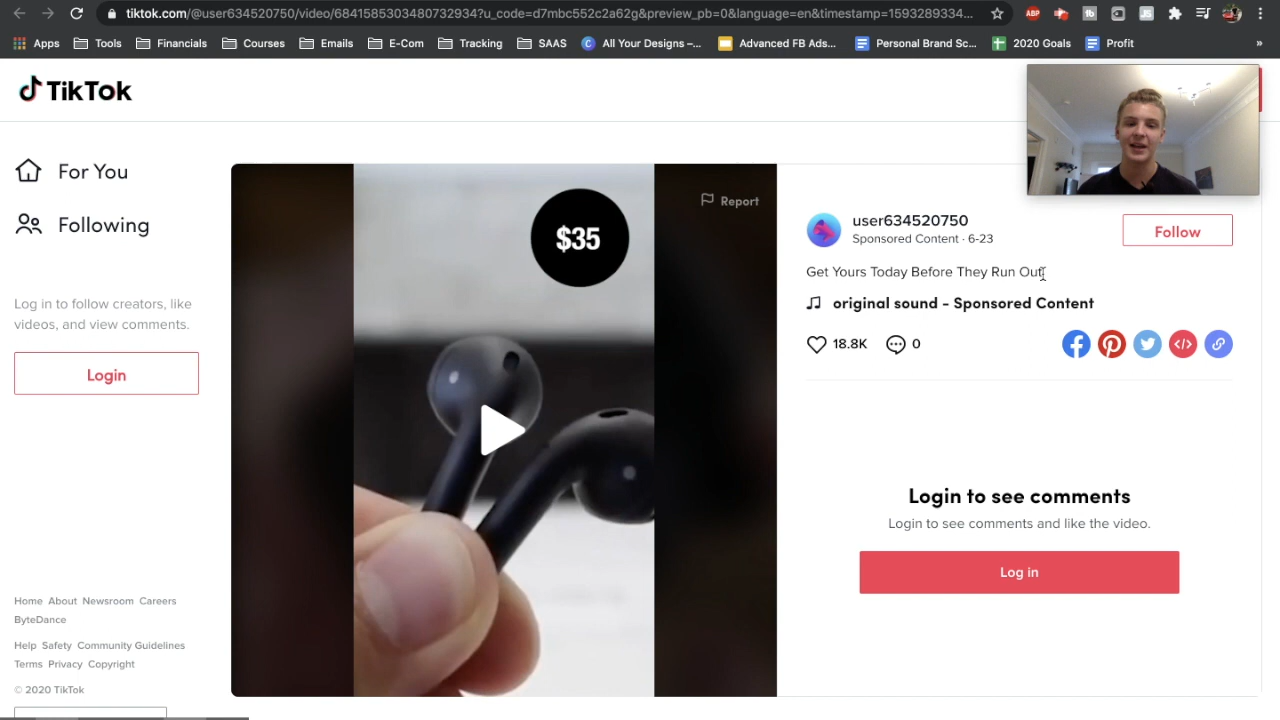 tiktok.com/@user634520750/video/6841585303480732934?u_code=d7mbc552c2a62g&preview_pb=0&language=en&timestamp=1593289334...
ABP
Apps
Tools
Financials
Courses
Emails
E-Com
Tracking
SAAS
All Your Designs –...
Advanced FB Ads...
Personal Brand Sc...
2020 Goals
Profit
»
TikTok
For You
Following
Log in to follow creators, like
videos, and view comments.
Login
Home About Newsroom Careers
ByteDance
Help Safety Community Guidelines
Terms Privacy Copyright
© 2020 TikTok
$35
Report
user634520750
Sponsored Content · 6-23
Follow
Get Yours Today Before They Run Out
original sound - Sponsored Content
18.8K
0
Login to see comments
Login to see comments and like the video.
Log in